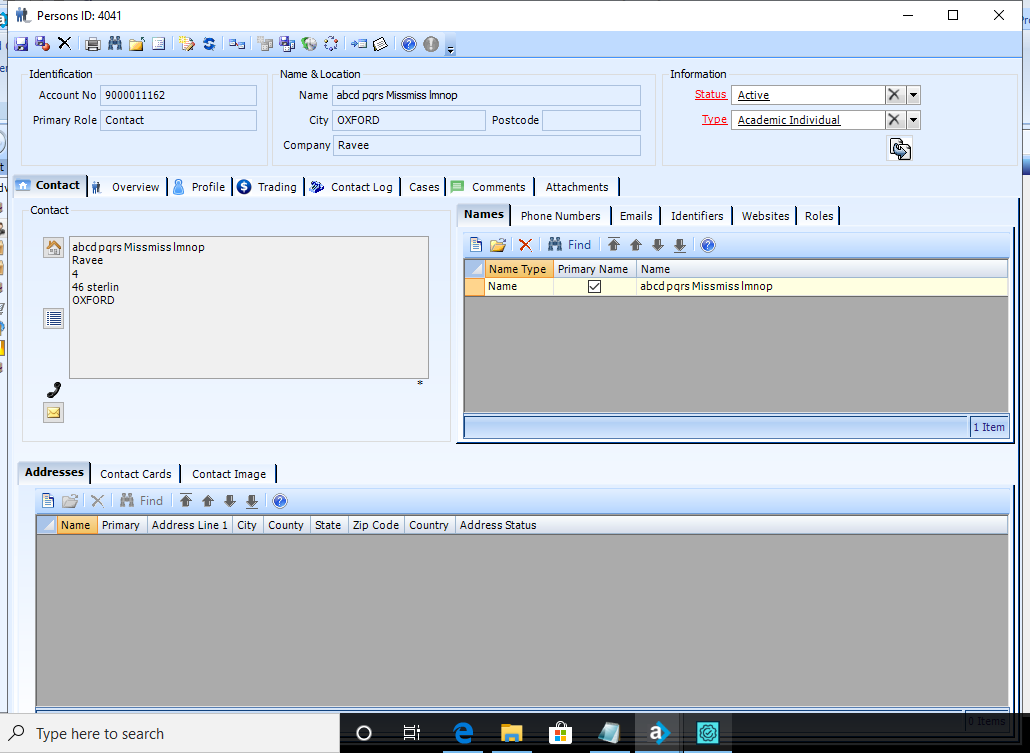 Persons ID: 4041
Identification
Account No 9000011162
Primary Role Contact
Name & Location
Name abcd pqrs Missmiss lmnop
City OXFORD Postcode
Company Ravee
Information
Status Active
Type Academic Individual
Contact Overview Profile Trading Contact Log Cases Comments Attachments
Contact
abcd pqrs Missmiss lmnop
Ravee
4
46 sterlin
OXFORD
*
Names Phone Numbers Emails Identifiers Websites Roles
Find
Name Type Primary Name Name
Name abcd pqrs Missmiss lmnop
1 Item
Addresses Contact Cards Contact Image
Find
Name Primary Address Line 1 City County State Zip Code Country Address Status
0 Items
Type here to search